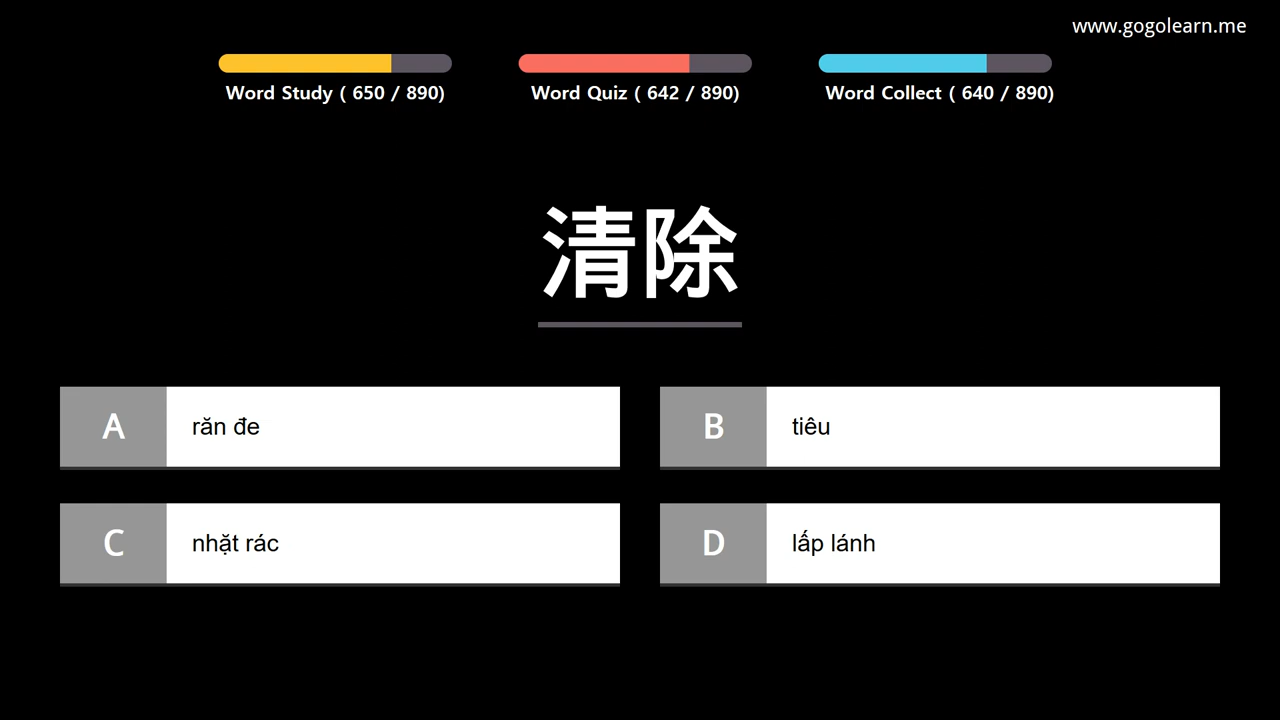 www.gogolearn.me
Word Study ( 650 / 890)
Word Quiz ( 642 / 890)
Word Collect ( 640 / 890)
清除
A răn đe
B tiêu
C nhặt rác
D lấp lánh